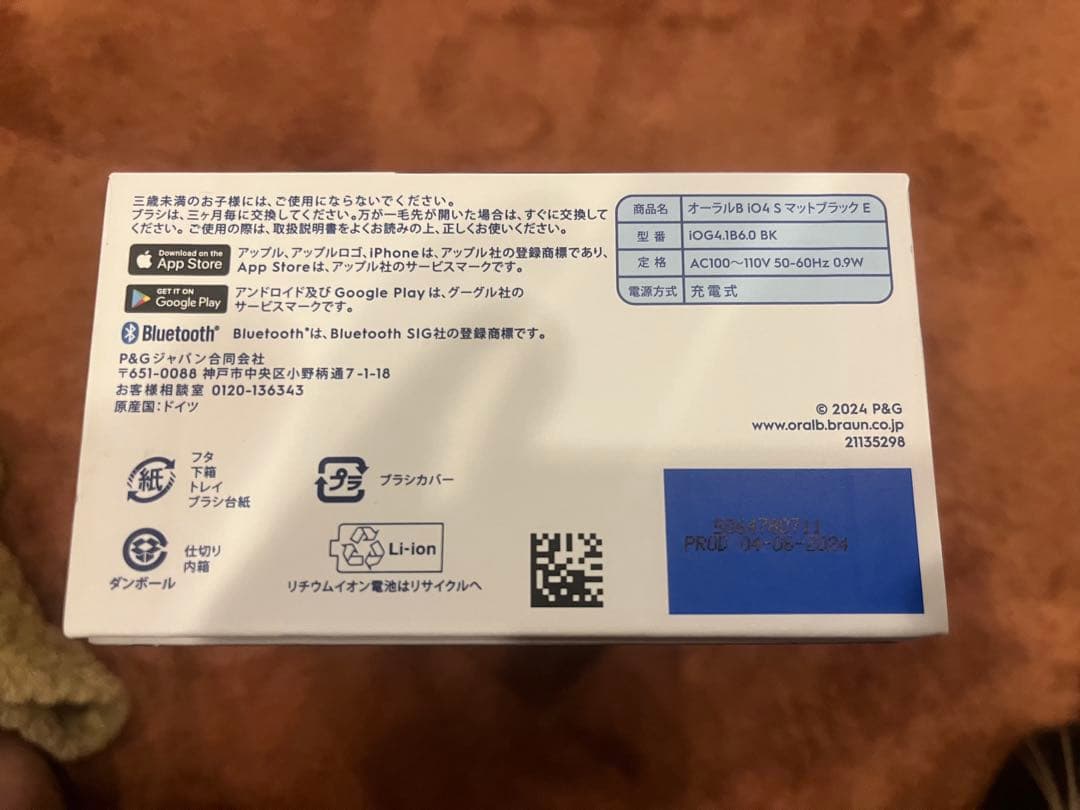 三歳未満のお子様には、ご使用にならないでください。
ブラシは、三ヶ月毎に交換してください。万が一毛先が開いた場合は、すぐに交換して
ください。ご使用の際は、取扱説明書をよくお読みの上、正しくお使いください。
Download on the
App Store
アップル、アップルロゴ、iPhoneは、アップル社の登録商標であり、
App Storeは、アップル社のサービスマークです。
GET IT ON
Google Play
アンドロイド及びGoogle Playは、グーグル社の
サービスマークです。
Bluetooth®
Bluetooth®は、Bluetooth SIG社の登録商標です。
P&Gジャパン合同会社
〒651-0088 神戸市中央区小野柄通7-1-18
お客様相談室 0120-136343
原産国:ドイツ
商品名 オーラルB iO4 S マットブラック E
型番 iOG4.1B6.0 BK
定格 AC100〜110V 50-60Hz 0.9W
電源方式 充電式
© 2024 P&G
www.oralb.braun.co.jp
21135298
紙
フタ
下箱
トレイ
ブラシ台紙
プラ
ブラシカバー
ダンボール
仕切り
内箱
Li-ion
リチウムイオン電池はリサイクルへ
PROD 04-06-2024